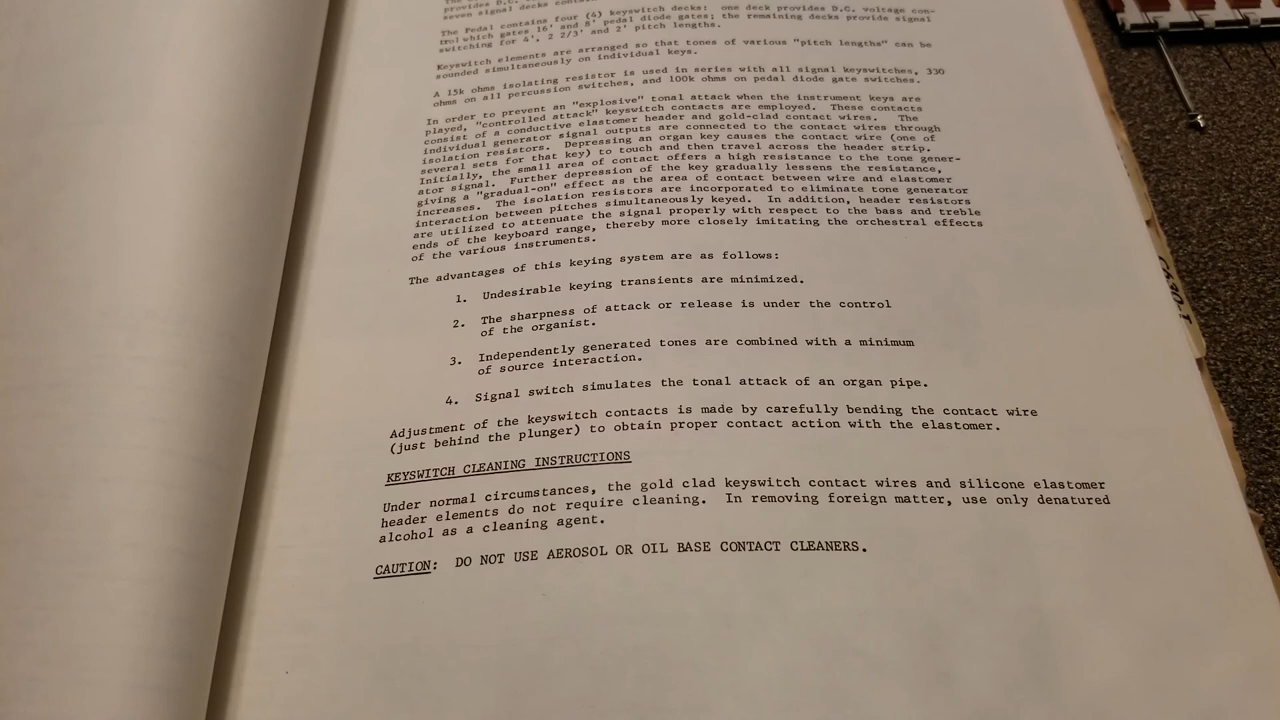 provides D.C.
seven signal decks
The Pedal contains four (4) keyswitch decks: one deck provides D.C. voltage con-
trol which gates 16' and 8' pedal diode gates; the remaining decks provide signal
switching for 4', 2 2/3' and 2' pitch lengths.
Keyswitch elements are arranged so that tones of various "pitch lengths" can be
sounded simultaneously on individual keys.
A 15k ohms isolating resistor is used in series with all signal keyswitches, 330
ohms on all percussion switches, and 100k ohms on pedal diode gate switches.
In order to prevent an "explosive" tonal attack when the instrument keys are
played, "controlled attack" keyswitch contacts are employed. These contacts
consist of a conductive elastomer header and gold-clad contact wires. The
individual generator signal outputs are connected to the contact wires through
isolation resistors. Depressing an organ key causes the contact wire (one of
several sets for that key) to touch and then travel across the header strip.
Initially, the small area of contact offers a high resistance to the tone gener-
ator signal. Further depression of the key gradually lessens the resistance,
giving a "gradual-on" effect as the area of contact between wire and elastomer
increases. The isolation resistors are incorporated to eliminate tone generator
interaction between pitches simultaneously keyed. In addition, header resistors
are utilized to attenuate the signal properly with respect to the bass and treble
ends of the keyboard range, thereby more closely imitating the orchestral effects
of the various instruments.
The advantages of this keying system are as follows:
1. Undesirable keying transients are minimized.
2. The sharpness of attack or release is under the control
of the organist.
3. Independently generated tones are combined with a minimum
of source interaction.
4. Signal switch simulates the tonal attack of an organ pipe.
Adjustment of the keyswitch contacts is made by carefully bending the contact wire
(just behind the plunger) to obtain proper contact action with the elastomer.
KEYSWITCH CLEANING INSTRUCTIONS
Under normal circumstances, the gold clad keyswitch contact wires and silicone elastomer
header elements do not require cleaning. In removing foreign matter, use only denatured
alcohol as a cleaning agent.
CAUTION: DO NOT USE AEROSOL OR OIL BASE CONTACT CLEANERS.